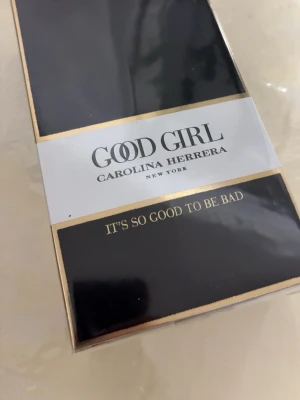 GOOD GIRL
CAROLINA HERRERA
NEW YORK
IT'S SO GOOD TO BE BAD